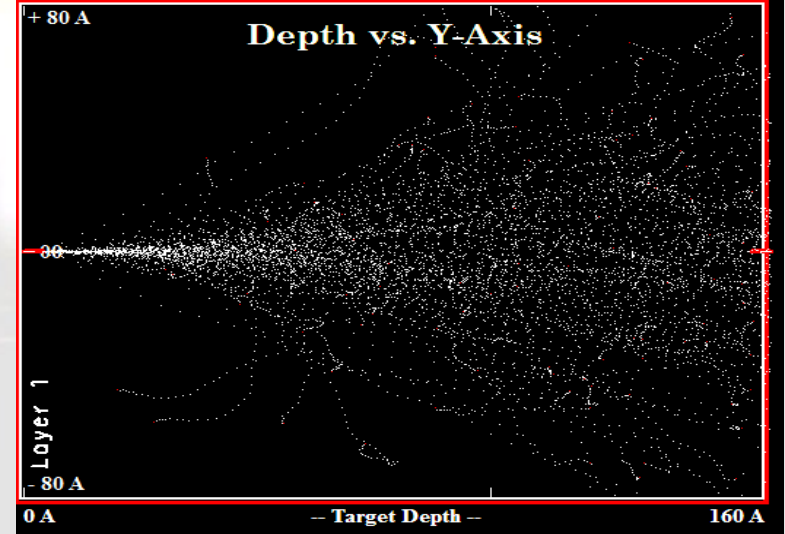 + 80 A
Depth vs. Y-Axis
Layer 1
- 80 A
0 A
-- Target Depth --
160 A